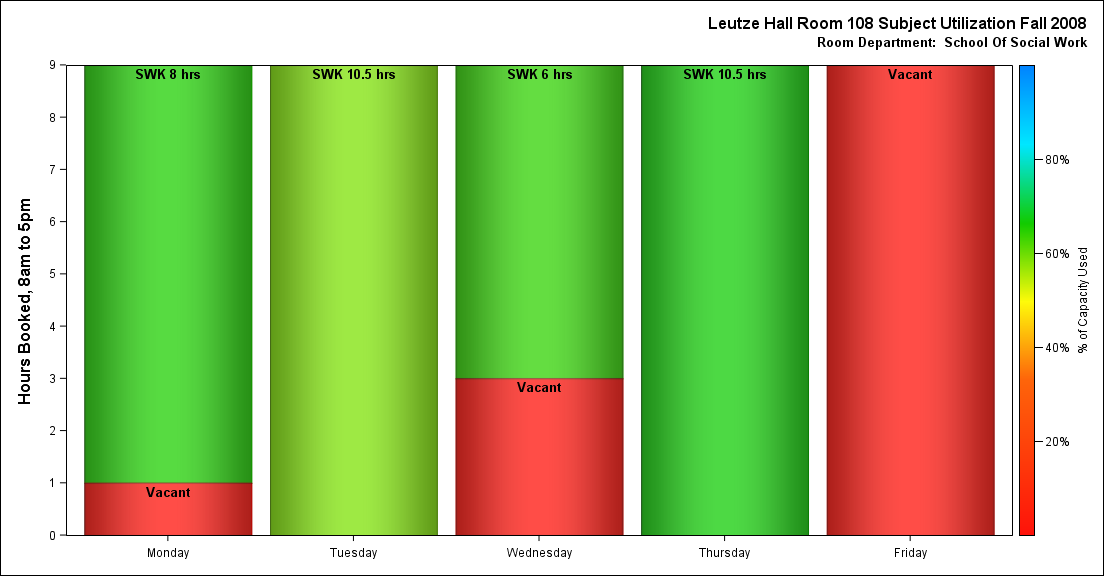 Leutze Hall Room 108 Subject Utilization Fall 2008
Room Department:  School Of Social Work
Hours Booked, 8am to 5pm
9
8
7
6
5
4
3
2
1
0
SWK 8 hrs
Vacant
SWK 10.5 hrs
SWK 6 hrs
Vacant
SWK 10.5 hrs
Vacant
Monday
Tuesday
Wednesday
Thursday
Friday
80%
60%
40%
20%
% of Capacity Used